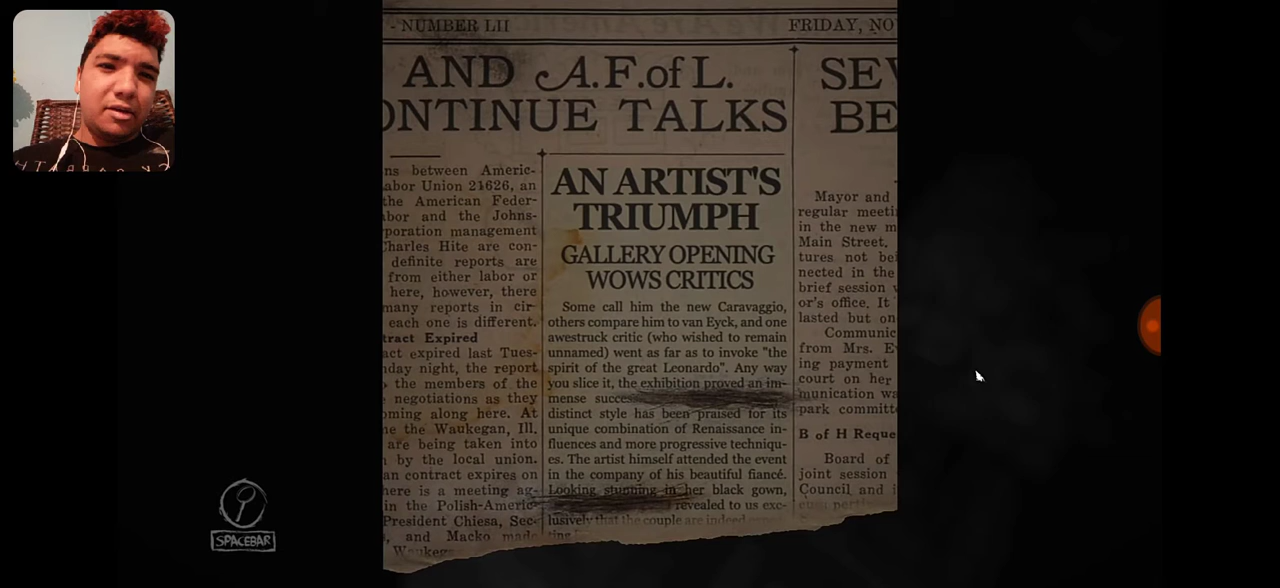 - NUMBER LII
FRIDAY, NO
AND A.F.of L.
ONTINUE TALKS
SEV
BE
ns between Americ-
abor Union 21626, an
the American Feder-
bor and the Johns-
poration management
Charles Hite are con-
definite reports are
from either labor or
here, however, there
many reports in cir-
each one is different.
tract Expired
act expired last Tues-
day night, the report
the members of the
negotiations as they
oming along here. At
e the Waukegan, Ill.
are being taken into
by the local union.
an contract expires on
here is a meeting ag-
in the Polish-Americ-
President Chiesa, Sec-
, and Macko made
Waukeg
AN ARTIST'S
TRIUMPH
GALLERY OPENING
WOWS CRITICS
Some call him the new Caravaggio,
others compare him to van Eyck, and one
awestruck critic (who wished to remain
unnamed) went as far as to invoke "the
spirit of the great Leonardo". Any way
you slice it, the exhibition proved an im-
mense succes
distinct style has been praised for its
unique combination of Renaissance in-
fluences and more progressive techniqu-
es. The artist himself attended the event
in the company of his beautiful fiancé.
Looking stunning in her black gown,
revealed to us exc-
lusively that the couple are indeed expec-
ting
Mayor and
regular meeti
in the new m
Main Street.
tures not bei
nected in the
brief session
or's office. It
lasted but on
Communic
from Mrs. E
ing payment
court on her
munication wa
park committ
B of H Reque
Board of
joint session
Council and
SPACEBAR